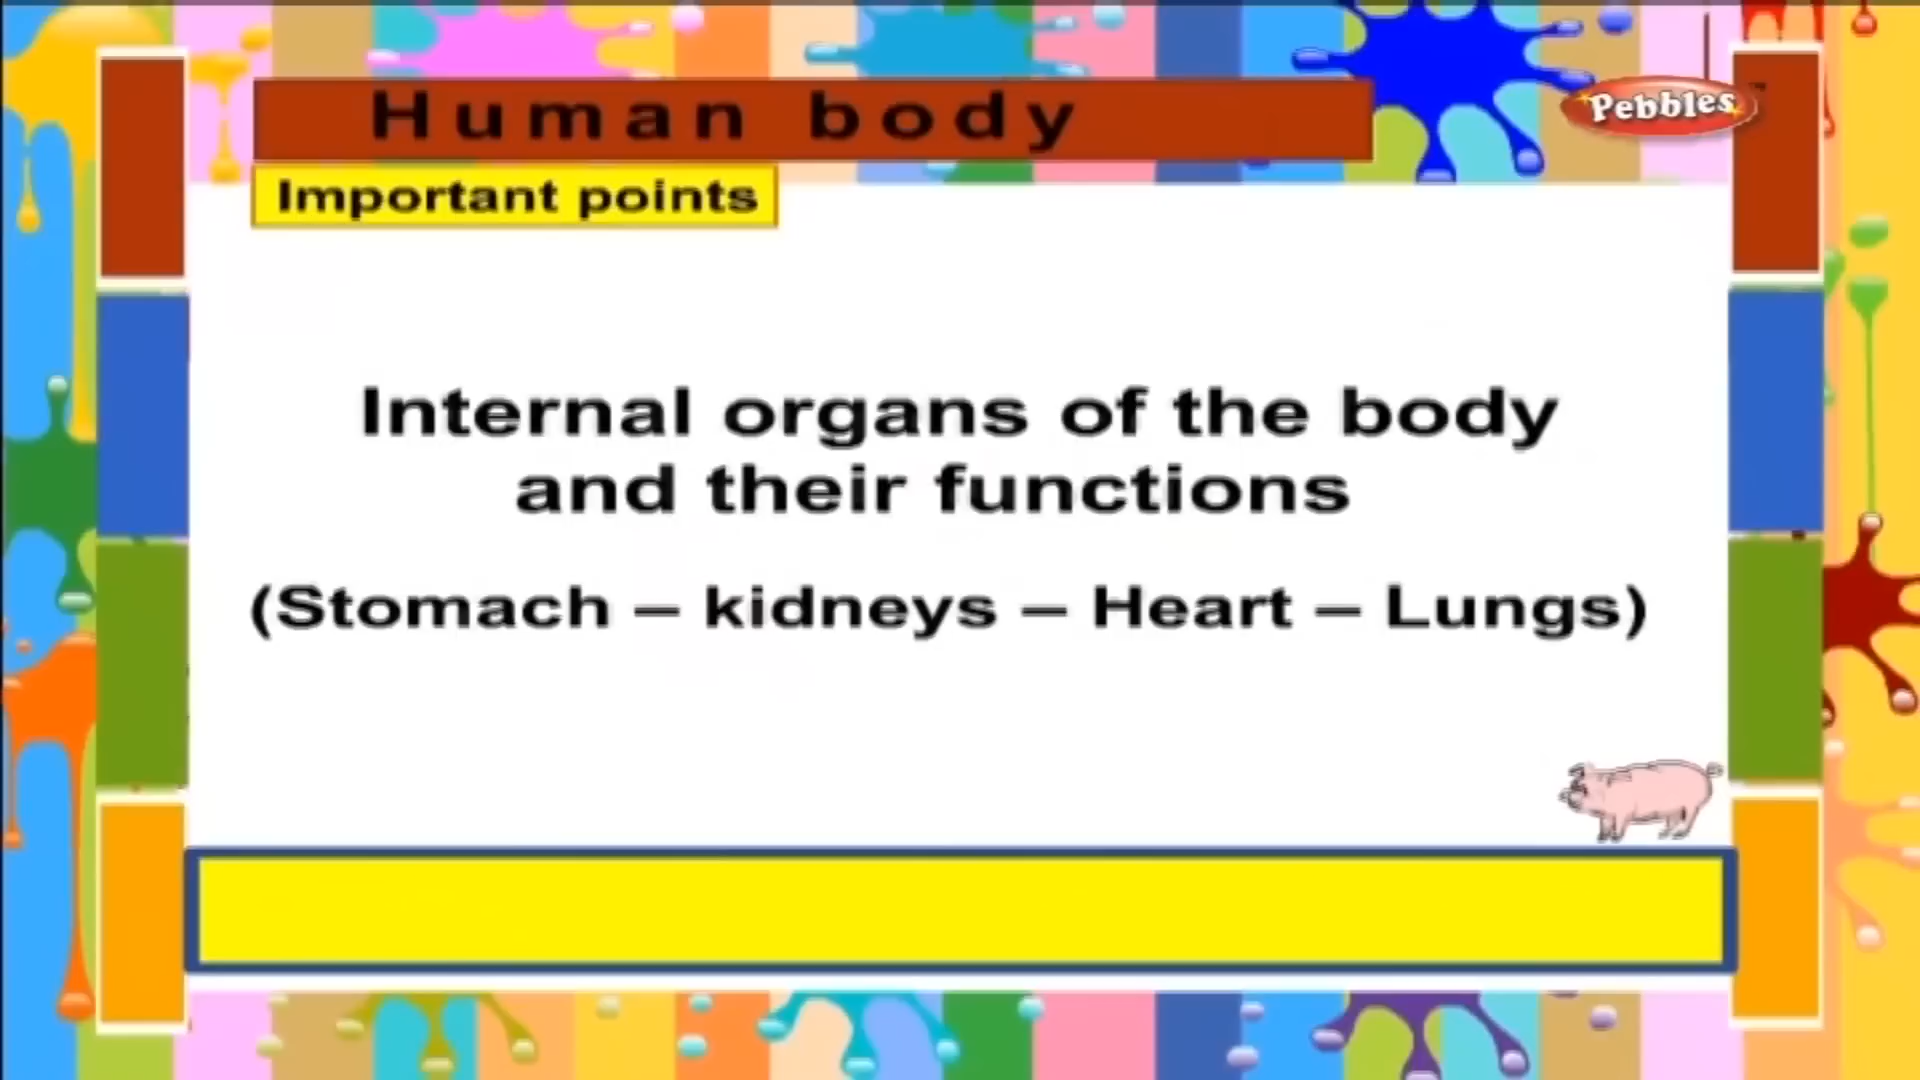 Human body
Pebbles
Important points
Internal organs of the body
and their functions
(Stomach – kidneys – Heart – Lungs)